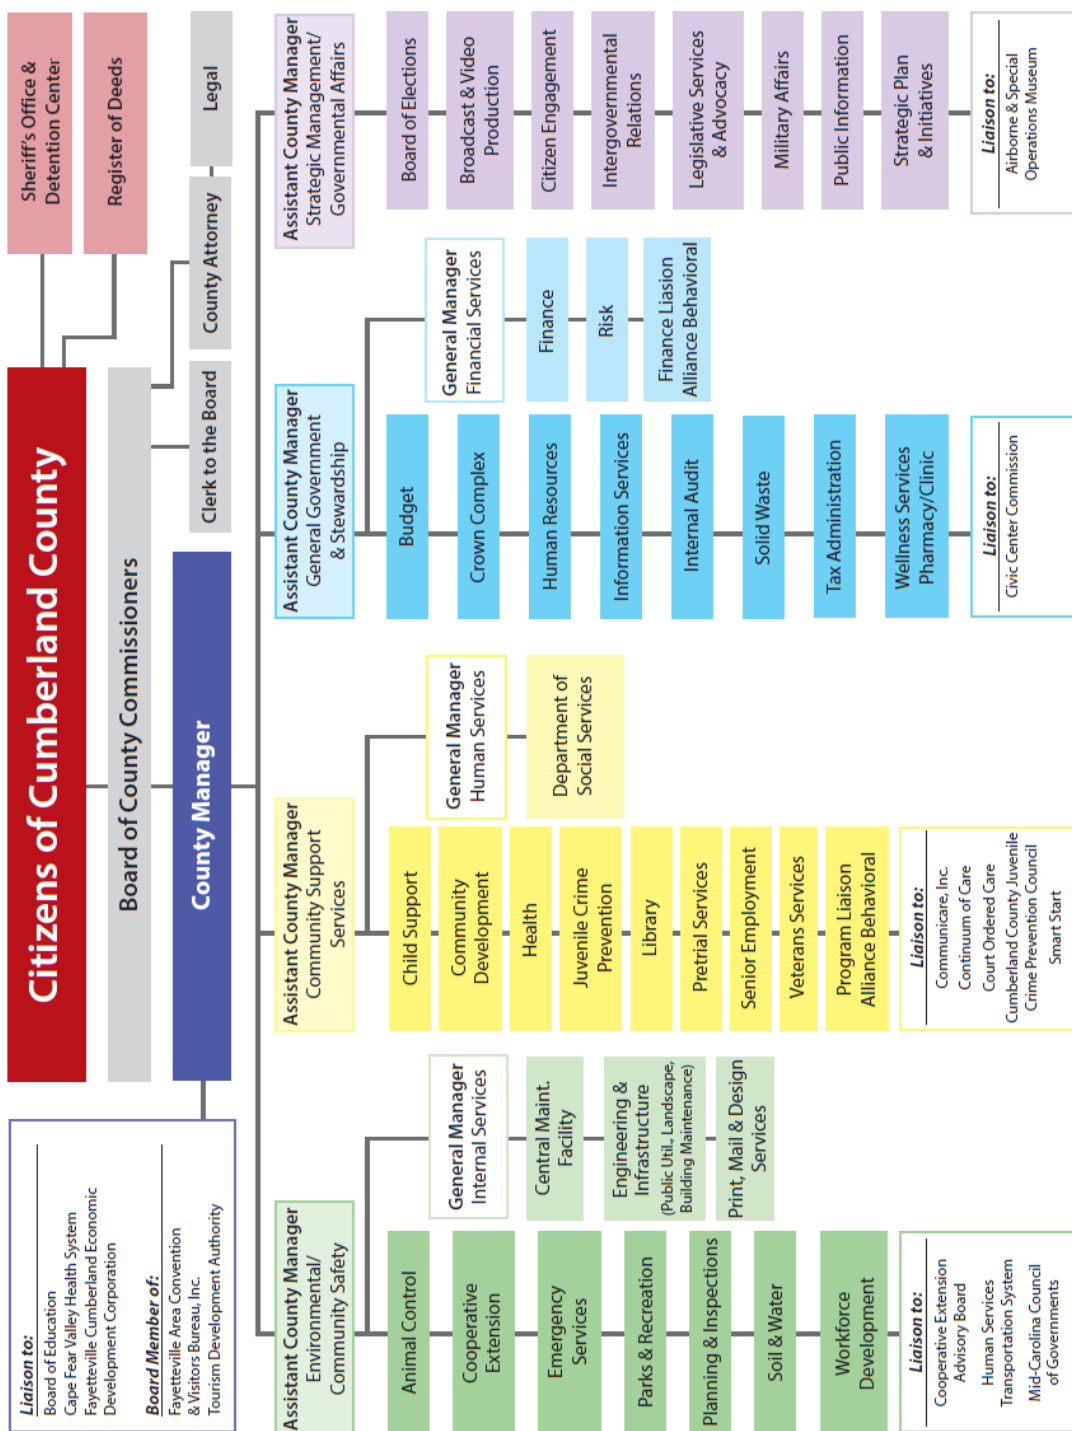 Citizens of Cumberland County
Sheriff's Office &
Detention Center
Register of Deeds
Board of County Commissioners
Clerk to the Board
County Attorney
Legal
County Manager
Liaison to:
Board of Education
Cape Fear Valley Health System
Fayetteville Cumberland Economic
Development Corporation
Board Member of:
Fayetteville Area Convention
& Visitors Bureau, Inc.
Tourism Development Authority
Assistant County Manager
Environmental/
Community Safety
Animal Control
Cooperative
Extension
Emergency
Services
Parks & Recreation
Planning & Inspections
Soil & Water
Workforce
Development
Liaison to:
Cooperative Extension
Advisory Board
Human Services
Transportation System
Mid-Carolina Council
of Governments
General Manager
Internal Services
Central Maint.
Facility
Engineering &
Infrastructure
(Public Util., Landscape,
Building Maintenance)
Print, Mail & Design
Services
Assistant County Manager
Community Support
Services
Child Support
Community
Development
Health
Juvenile Crime
Prevention
Library
Pretrial Services
Senior Employment
Veterans Services
Program Liaison
Alliance Behavioral
Liaison to:
Communicare, Inc.
Continuum of Care
Court Ordered Care
Cumberland County Juvenile
Crime Prevention Council
Smart Start
General Manager
Human Services
Department of
Social Services
Assistant County Manager
General Government
& Stewardship
Budget
Crown Complex
Human Resources
Information Services
Internal Audit
Solid Waste
Tax Administration
Wellness Services
Pharmacy/Clinic
Liaison to:
Civic Center Commission
General Manager
Financial Services
Finance
Risk
Finance Liasion
Alliance Behavioral
Assistant County Manager
Strategic Management/
Governmental Affairs
Board of Elections
Broadcast & Video
Production
Citizen Engagement
Intergovernmental
Relations
Legislative Services
& Advocacy
Military Affairs
Public Information
Strategic Plan
& Initiatives
Liaison to:
Airborne & Special
Operations Museum